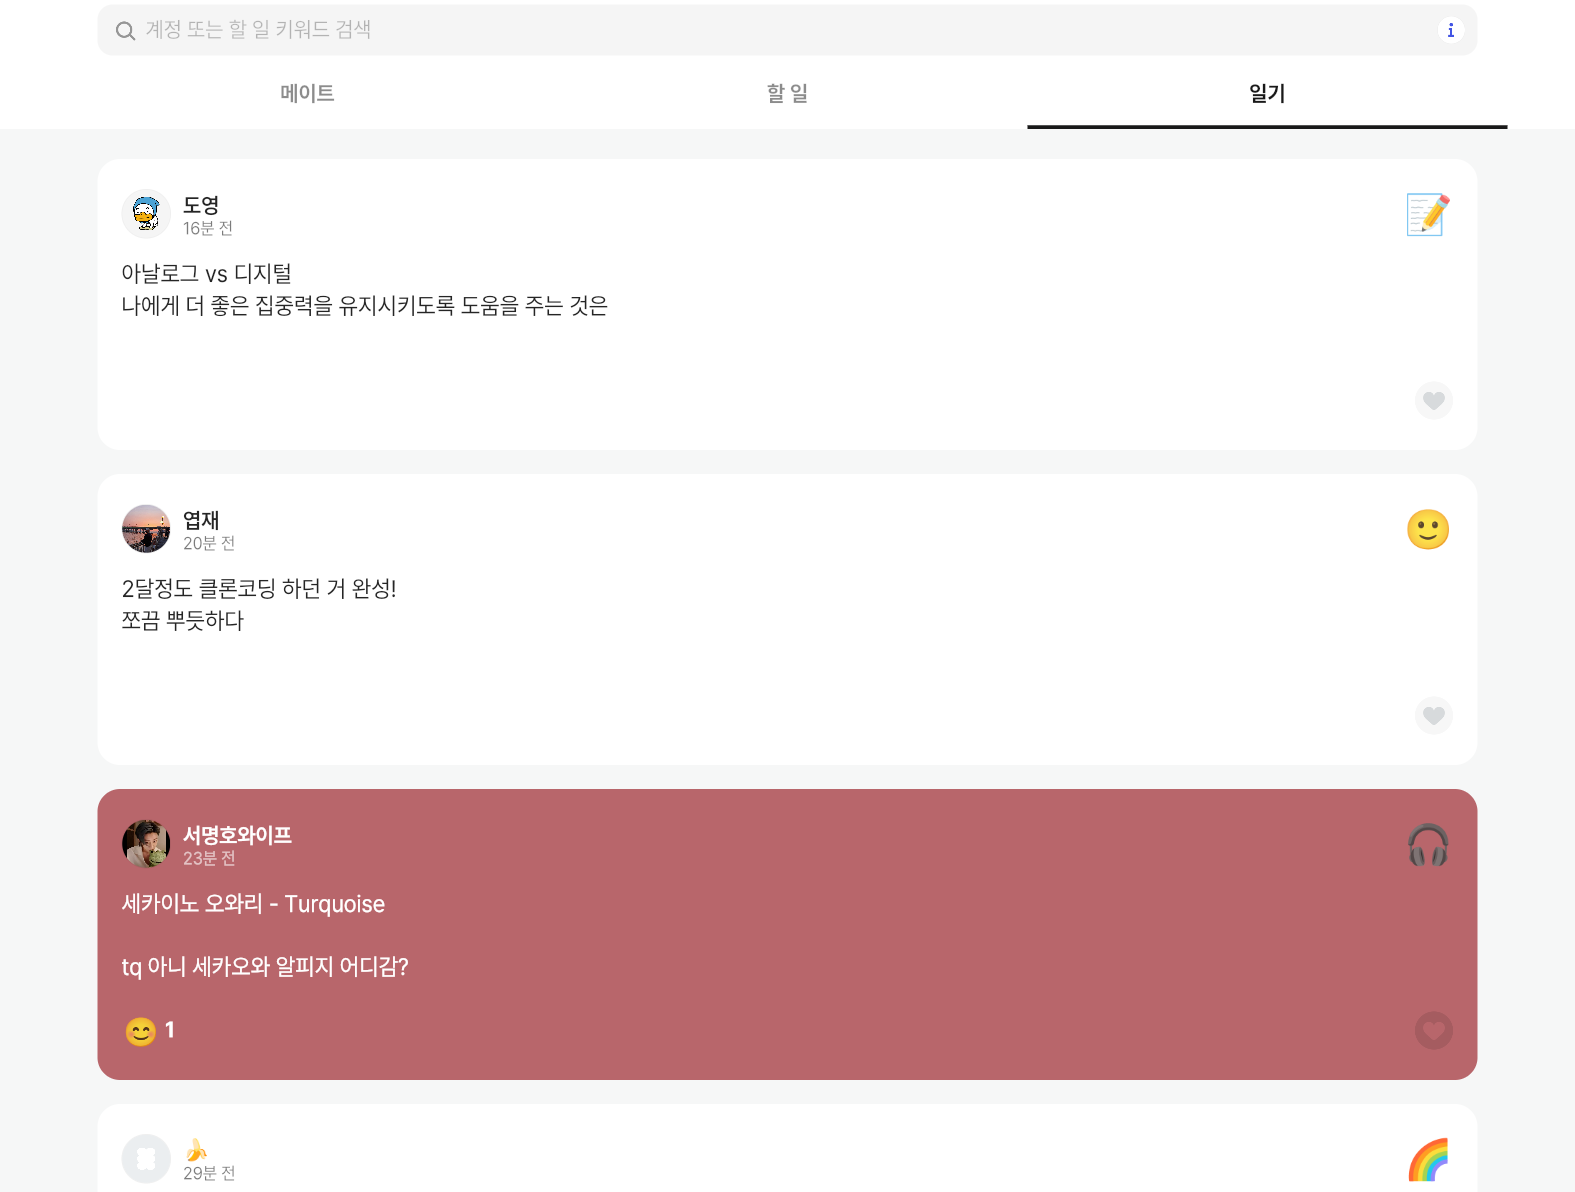 계정 또는 할 일 키워드 검색
메이트
할 일
일기
도영
16분 전
아날로그 vs 디지털
나에게 더 좋은 집중력을 유지시키도록 도움을 주는 것은
엽재
20분 전
2달정도 클론코딩 하던 거 완성!
쪼끔 뿌듯하다
서명호와이프
23분 전
세카이노 오와리 - Turquoise
tq 아니 세카오와 알피지 어디감?
😊 1
🍌
29분 전